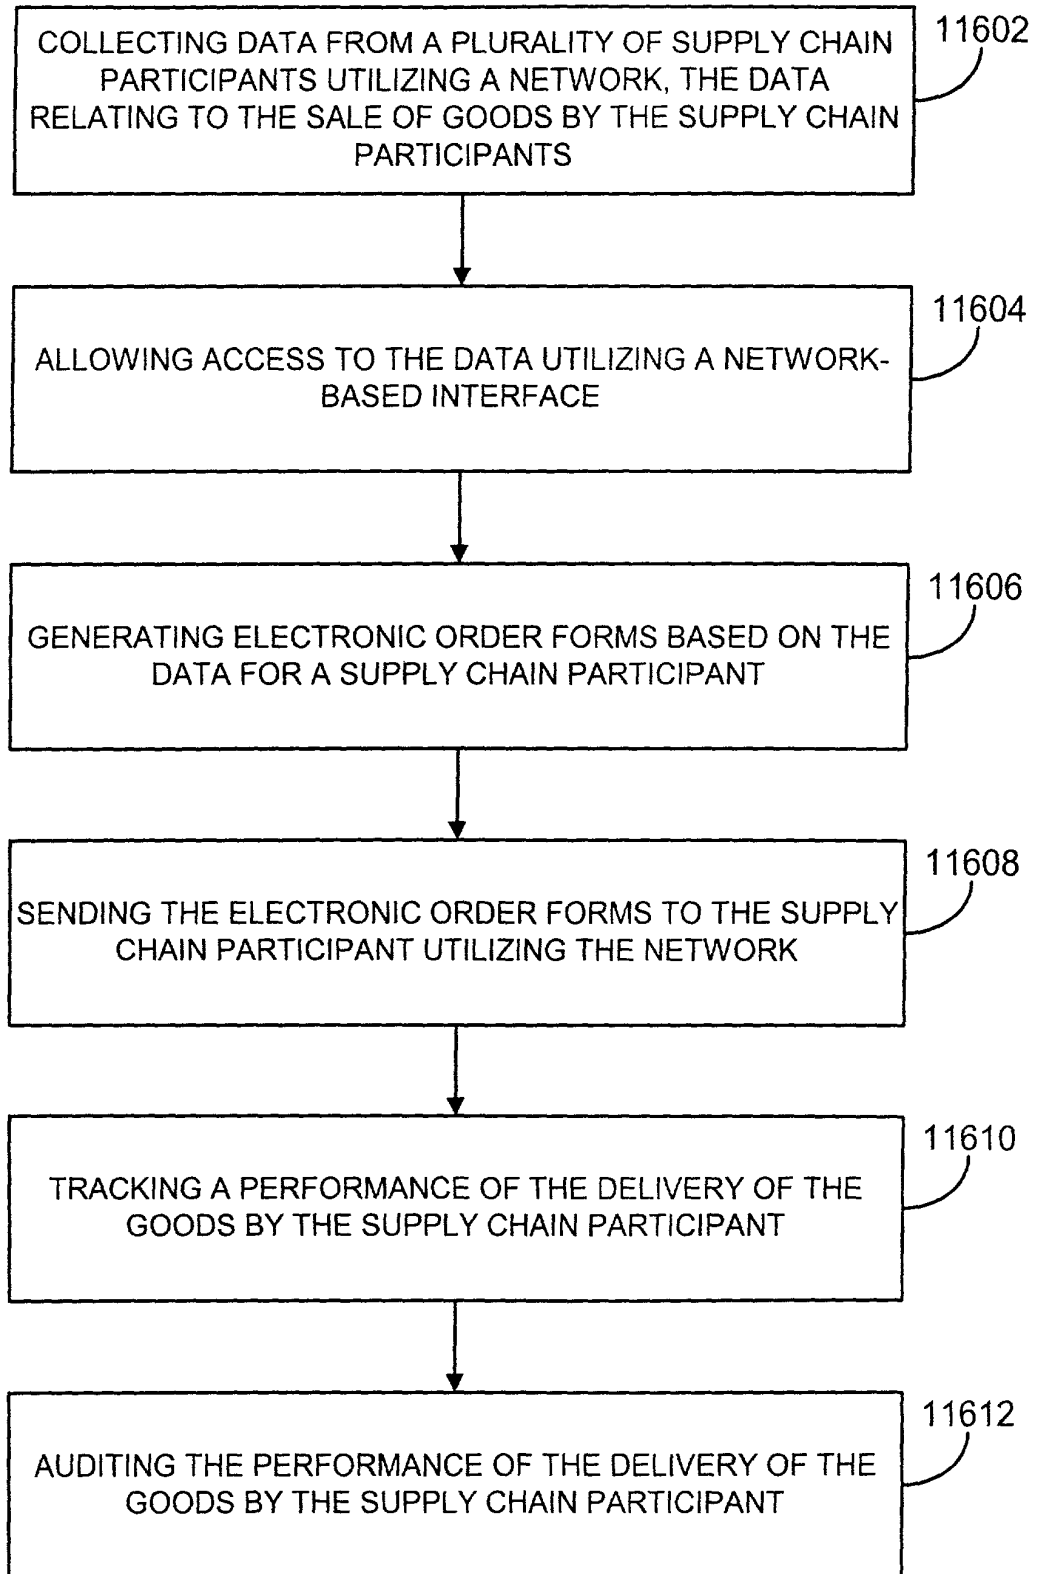 COLLECTING DATA FROM A PLURALITY OF SUPPLY CHAIN
PARTICIPANTS UTILIZING A NETWORK, THE DATA
RELATING TO THE SALE OF GOODS BY THE SUPPLY CHAIN
PARTICIPANTS
11602
ALLOWING ACCESS TO THE DATA UTILIZING A NETWORK-
BASED INTERFACE
11604
GENERATING ELECTRONIC ORDER FORMS BASED ON THE
DATA FOR A SUPPLY CHAIN PARTICIPANT
11606
SENDING THE ELECTRONIC ORDER FORMS TO THE SUPPLY
CHAIN PARTICIPANT UTILIZING THE NETWORK
11608
TRACKING A PERFORMANCE OF THE DELIVERY OF THE
GOODS BY THE SUPPLY CHAIN PARTICIPANT
11610
AUDITING THE PERFORMANCE OF THE DELIVERY OF THE
GOODS BY THE SUPPLY CHAIN PARTICIPANT
11612